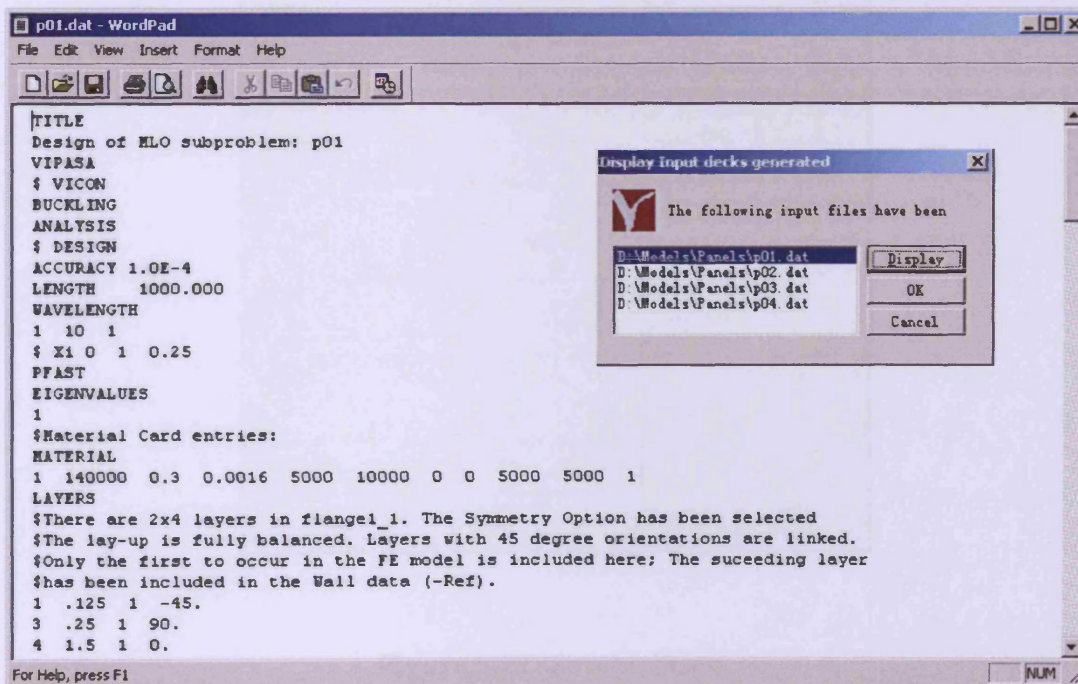 p01.dat - WordPad
File Edit View Insert Format Help
TITLE
Design of MLO subproblem: p01
VIPASA
$ VICON
BUCKLING
ANALYSIS
$ DESIGN
ACCURACY 1.0E-4
LENGTH 1000.000
WAVELENGTH
1 10 1
$ Xi 0 1 0.25
PFAST
EIGENVALUES
1
$Material Card entries:
MATERIAL
1 140000 0.3 0.0016 5000 10000 0 0 5000 5000 1
LAYERS
$There are 2x4 layers in flange1_1. The Symmetry Option has been selected
$The lay-up is fully balanced. Layers with 45 degree orientations are linked.
$Only the first to occur in the FE model is included here; The suceeding layer
$has been included in the Wall data (-Ref).
1 .125 1 -45.
3 .25 1 90.
4 1.5 1 0.
Display Input decks generated
The following input files have been
D:\Models\Panels\p01.dat
D:\Models\Panels\p02.dat
D:\Models\Panels\p03.dat
D:\Models\Panels\p04.dat
Display
OK
Cancel
For Help, press F1
NUM